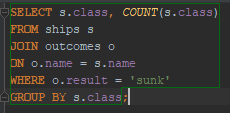 SELECT s.class, COUNT(s.class)
FROM ships s
JOIN outcomes o
ON o.name = s.name
WHERE o.result = 'sunk'
GROUP BY s.class;